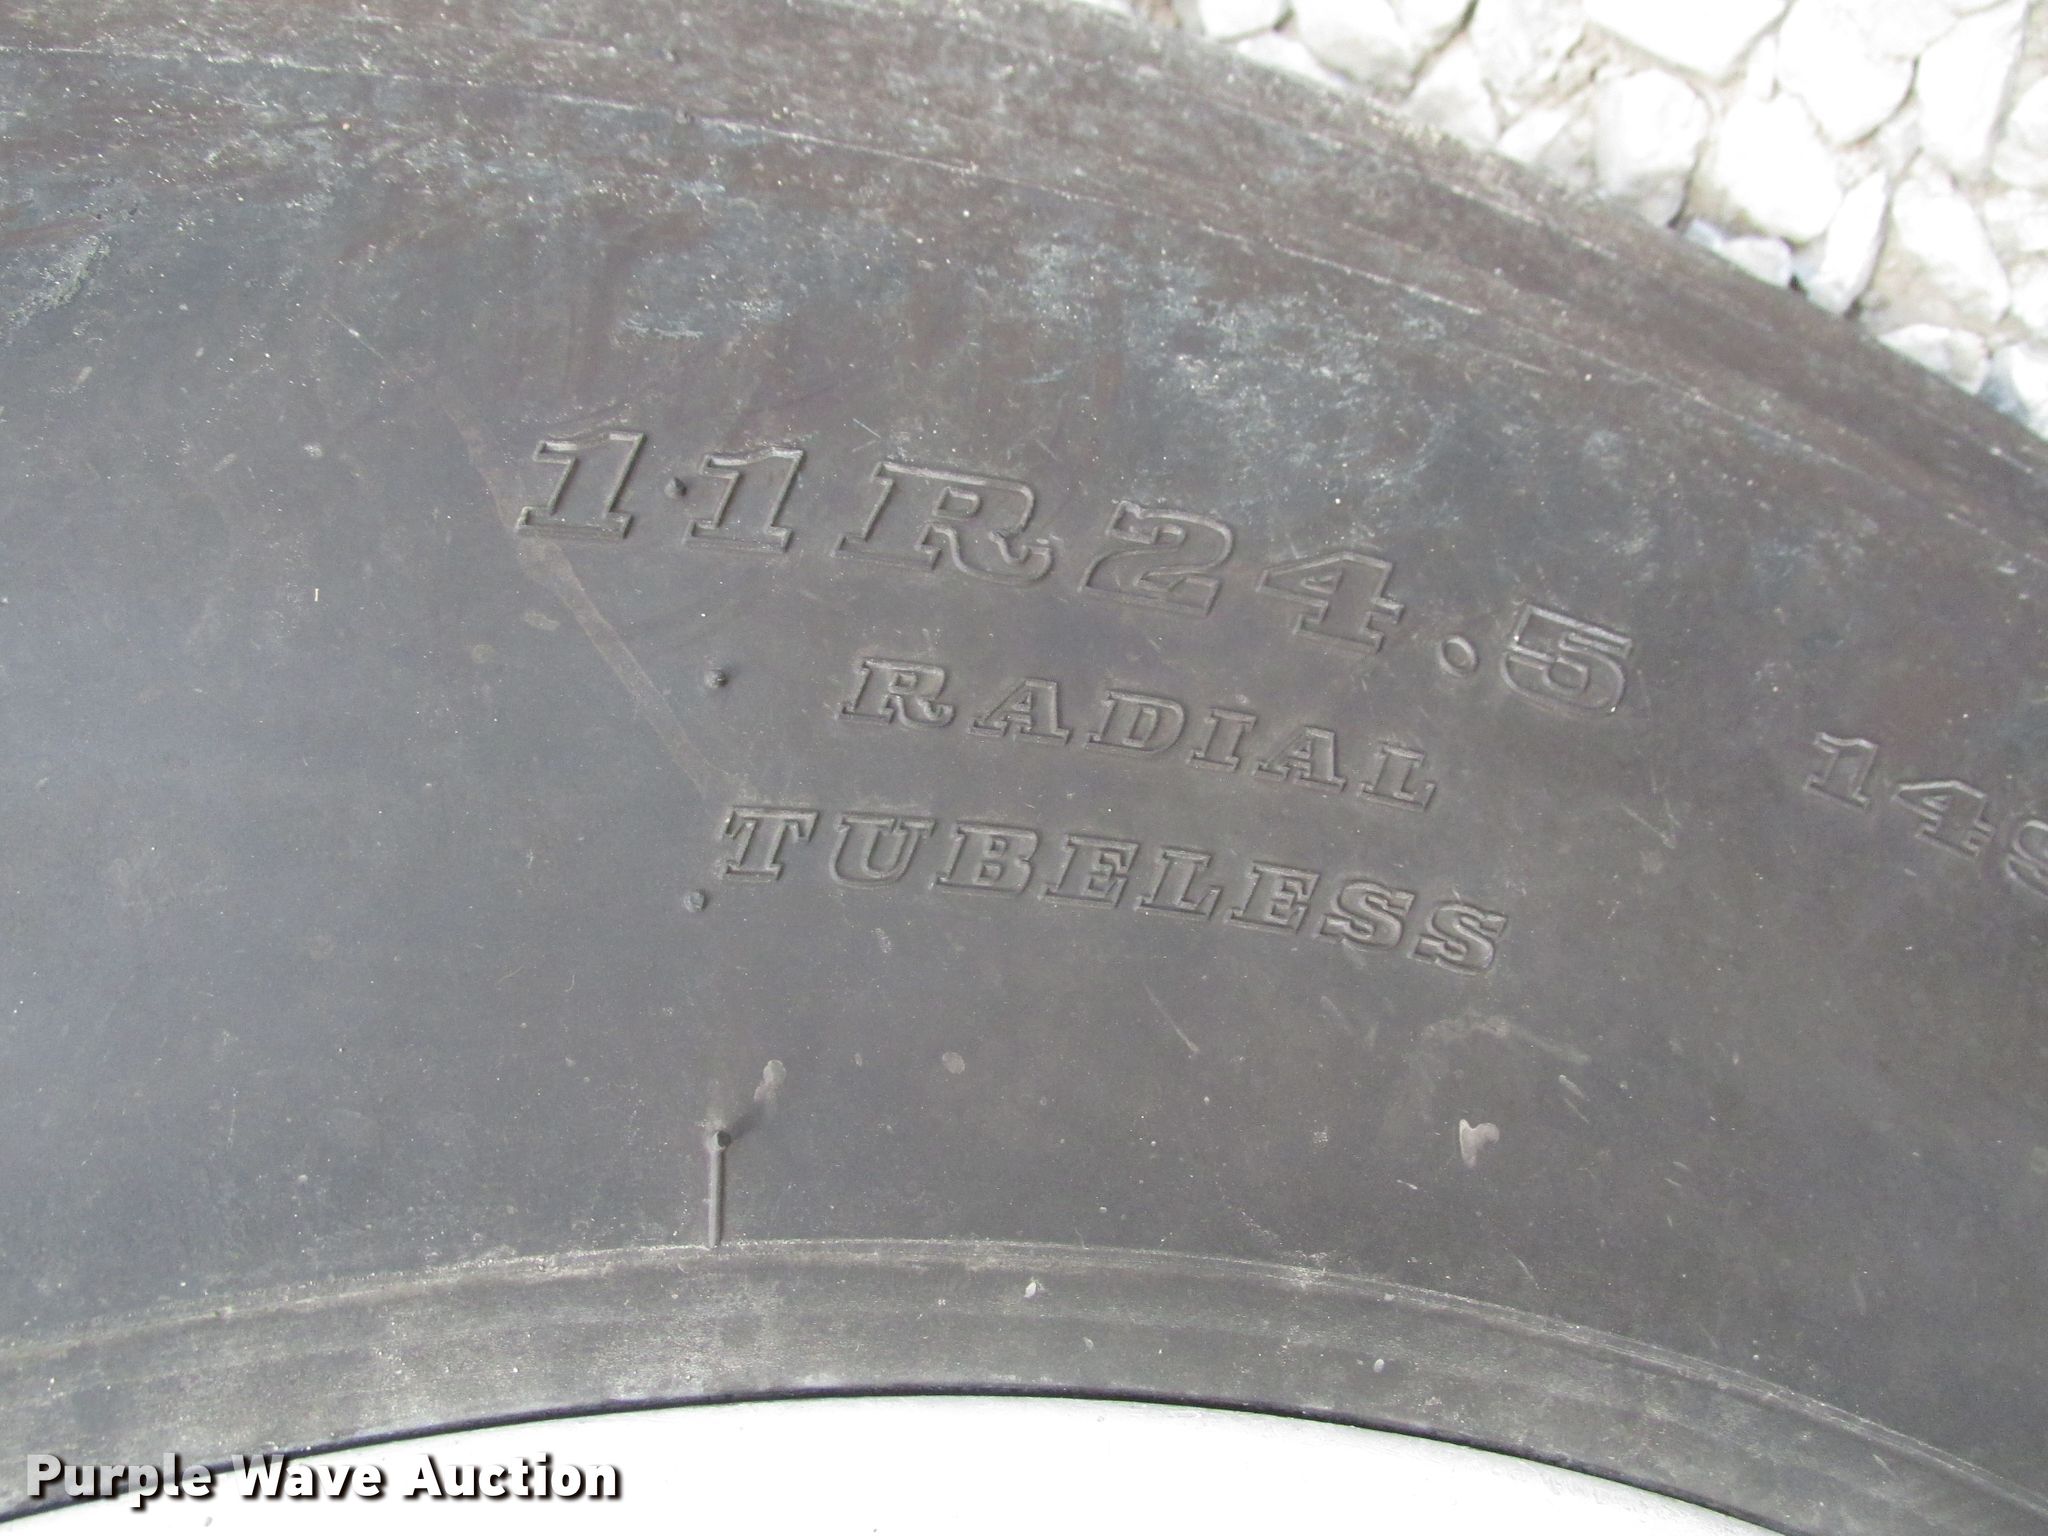 11R24.5
RADIAL
TUBELESS
Purple Wave Auction